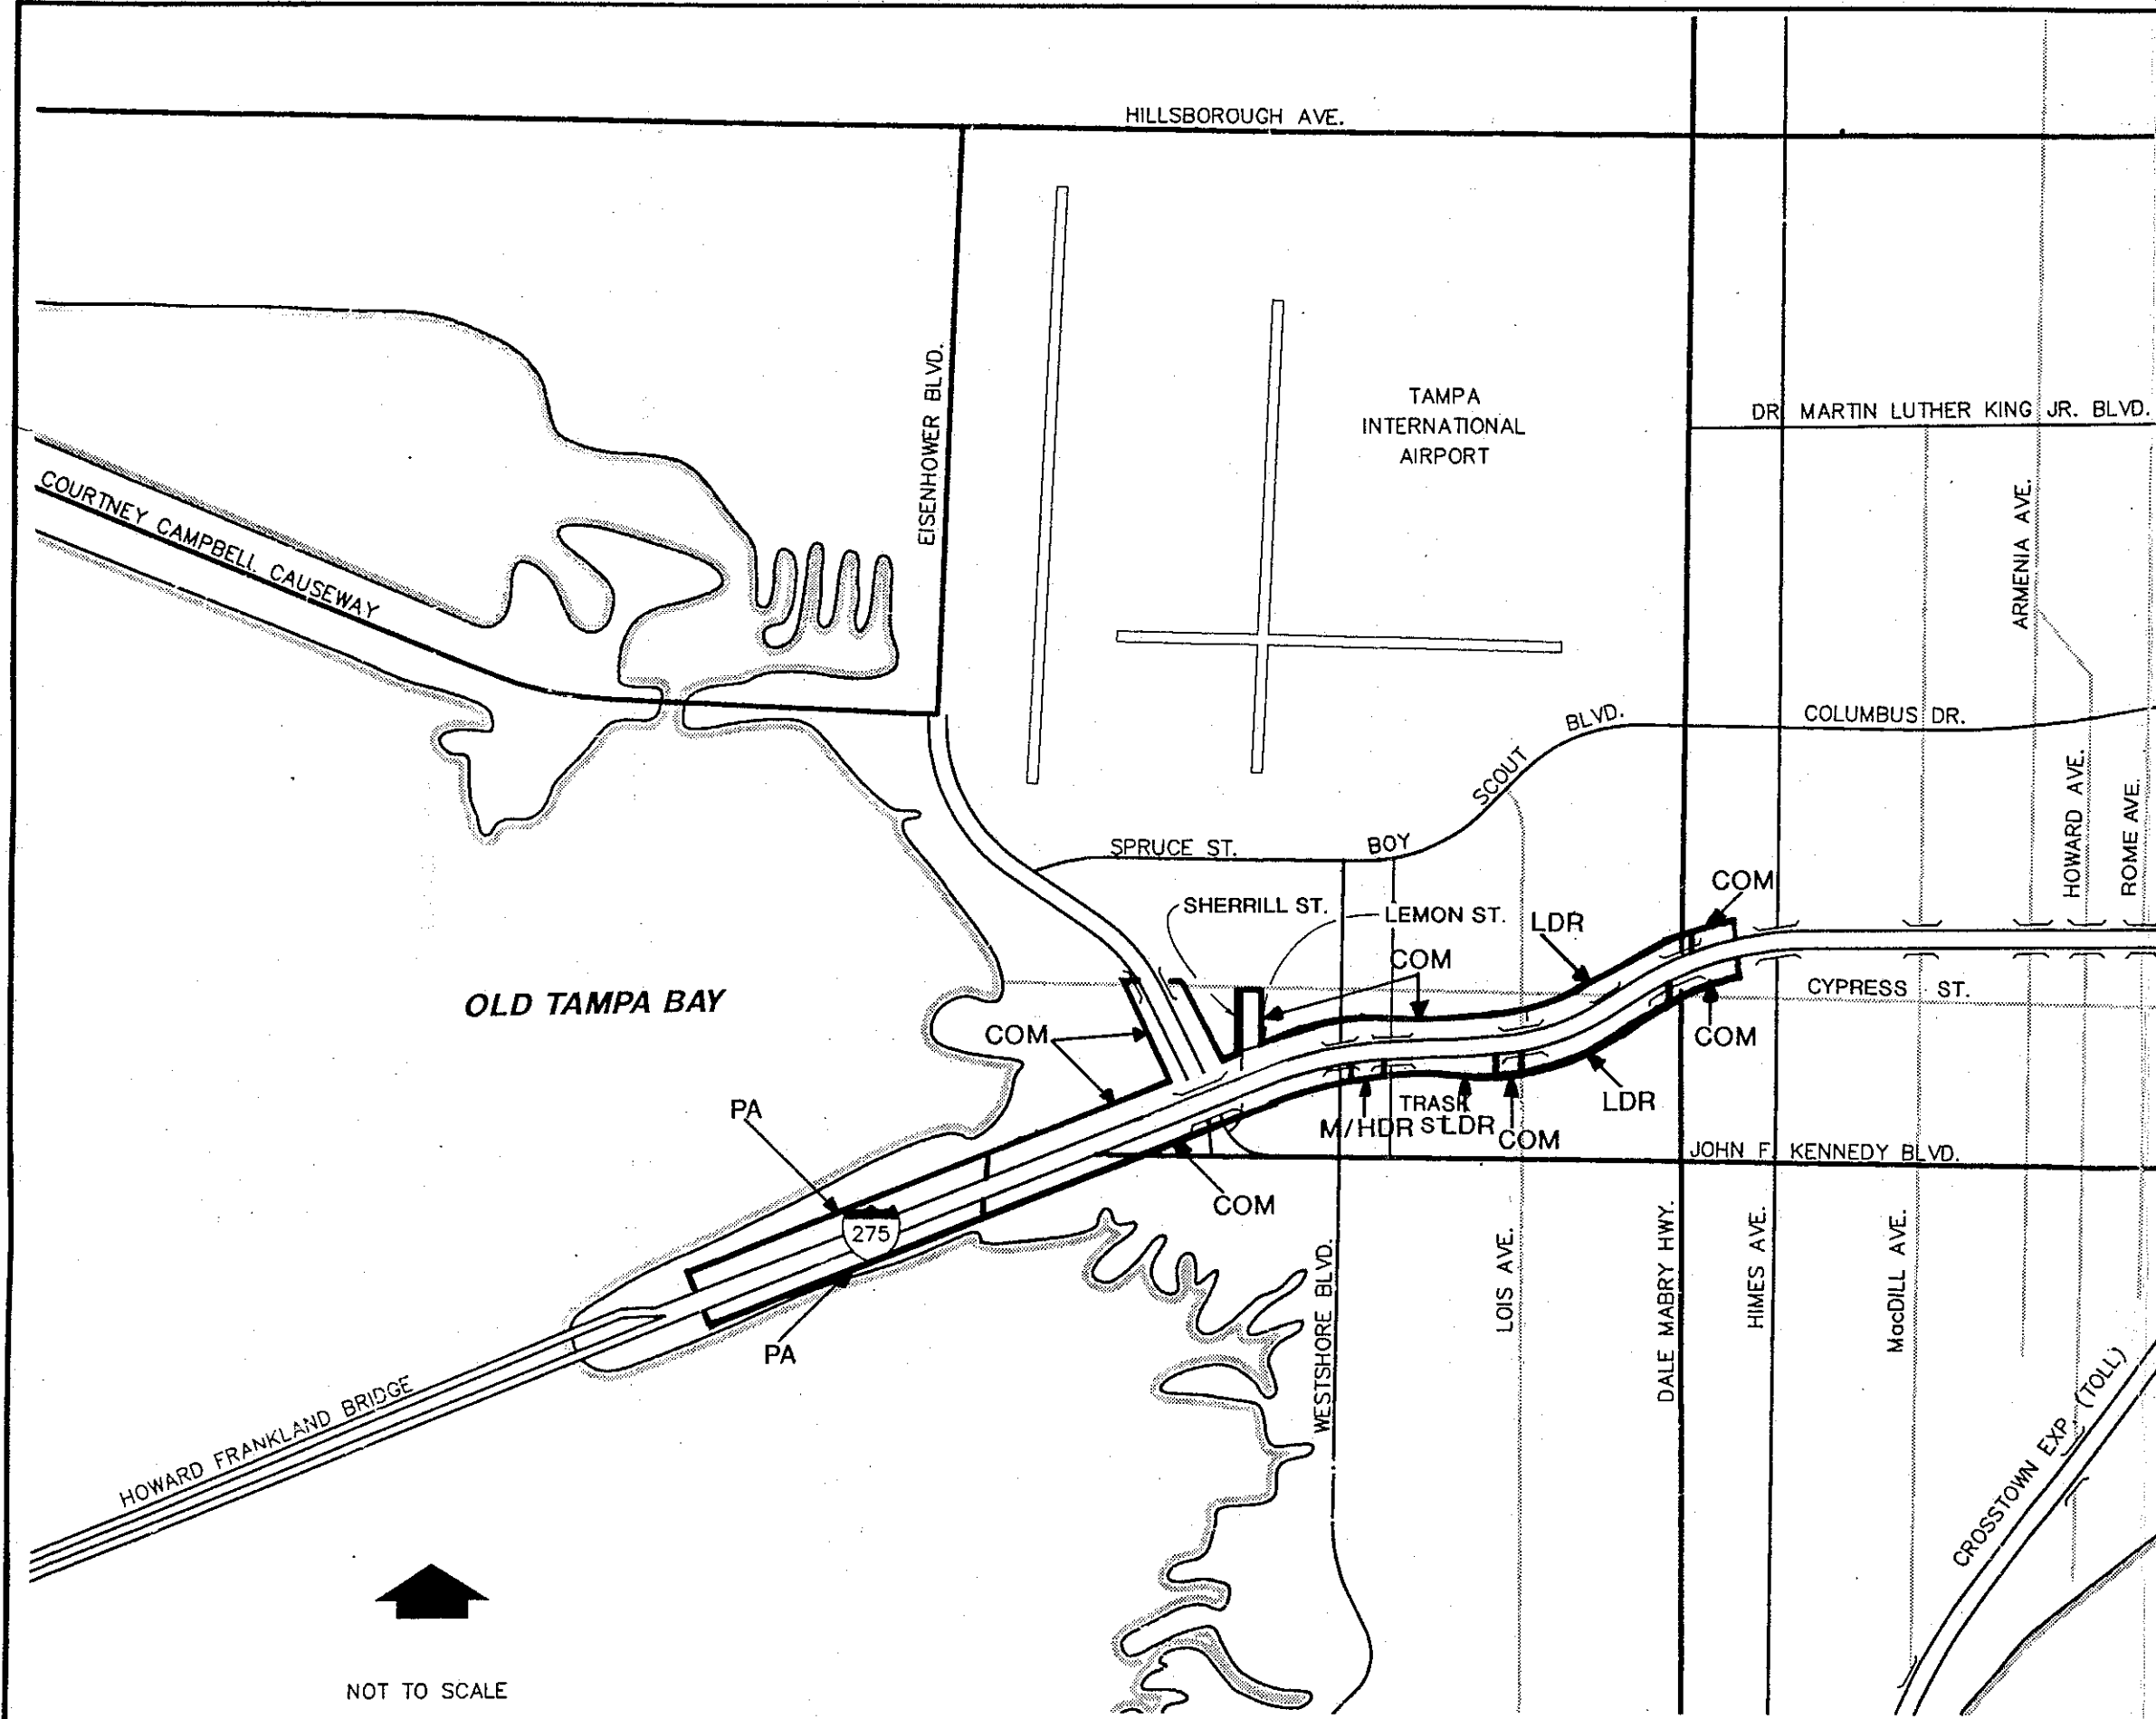 HILLSBOROUGH AVE.
EISENHOWER BLVD.
TAMPA
INTERNATIONAL
AIRPORT
DR MARTIN LUTHER KING JR. BLVD.
COURTNEY CAMPBELL CAUSEWAY
ARMENIA AVE.
COLUMBUS DR.
BOY SCOUT BLVD.
HOWARD AVE.
ROME AVE.
SPRUCE ST.
SHERRILL ST.
LEMON ST.
COM
LDR
COM
OLD TAMPA BAY
CYPRESS ST.
COM
COM
PA
TRASK
ST.
M/HDR
LDR
COM
LDR
JOHN F. KENNEDY BLVD.
COM
275
PA
WESTSHORE BLVD.
LOIS AVE.
DALE MABRY HWY.
HIMES AVE.
MacDILL AVE.
HOWARD FRANKLAND BRIDGE
CROSSTOWN EXP. (TOLL)
NOT TO SCALE